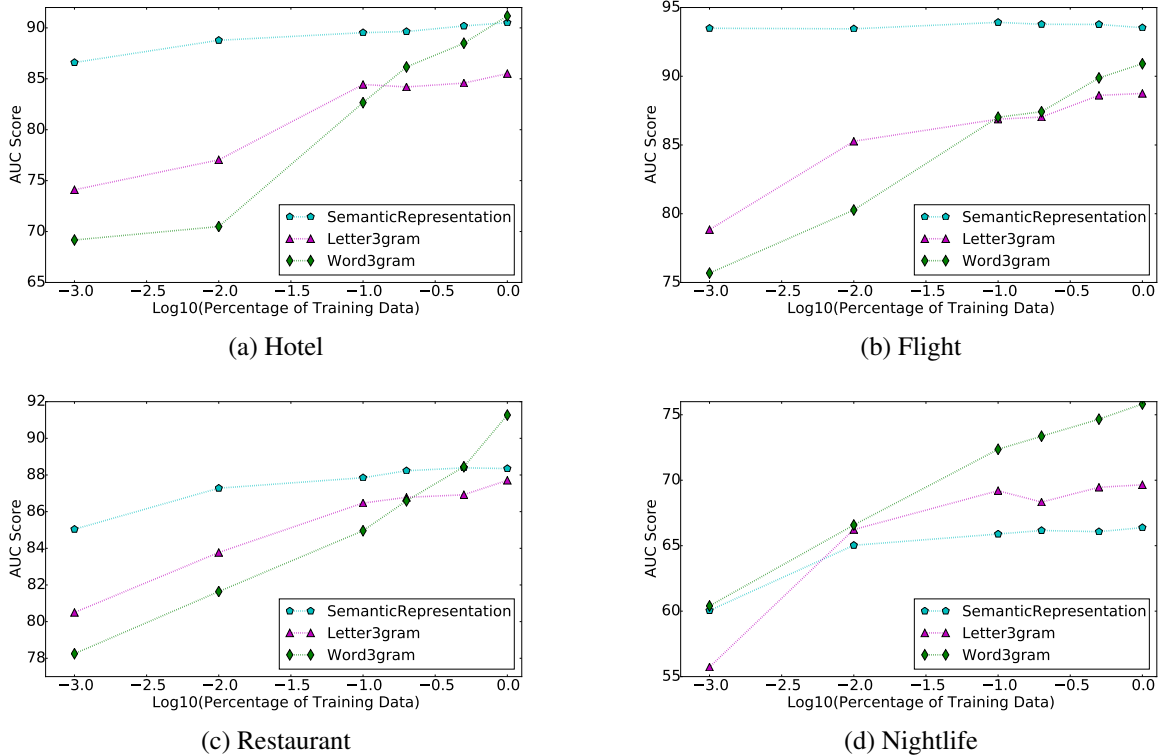 90
85
80
75
70
65
AUC Score
−3.0 −2.5 −2.0 −1.5 −1.0 −0.5 0.0
Log10(Percentage of Training Data)
SemanticRepresentation
Letter3gram
Word3gram
(a) Hotel
95
90
85
80
75
AUC Score
−3.0 −2.5 −2.0 −1.5 −1.0 −0.5 0.0
Log10(Percentage of Training Data)
SemanticRepresentation
Letter3gram
Word3gram
(b) Flight
92
90
88
86
84
82
80
78
AUC Score
−3.0 −2.5 −2.0 −1.5 −1.0 −0.5 0.0
Log10(Percentage of Training Data)
SemanticRepresentation
Letter3gram
Word3gram
(c) Restaurant
75
70
65
60
55
AUC Score
−3.0 −2.5 −2.0 −1.5 −1.0 −0.5 0.0
Log10(Percentage of Training Data)
SemanticRepresentation
Letter3gram
Word3gram
(d) Nightlife